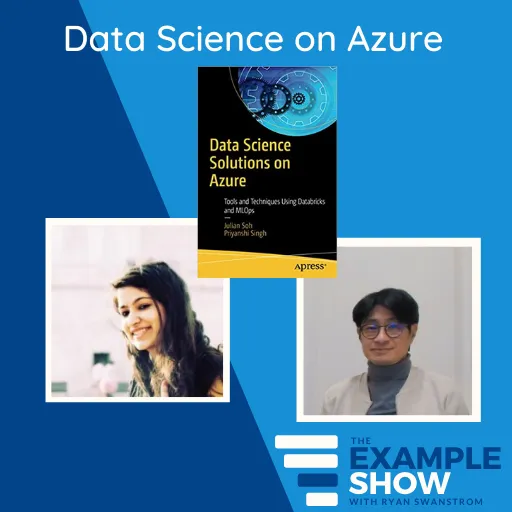 Data Science on Azure
Data Science
Solutions on
Azure
Tools and Techniques Using Databricks
and MLOps
Julian Soh
Priyanshi Singh
Apress®
THE
EXAMPLE
SHOW
WITH RYAN SWANSTROM